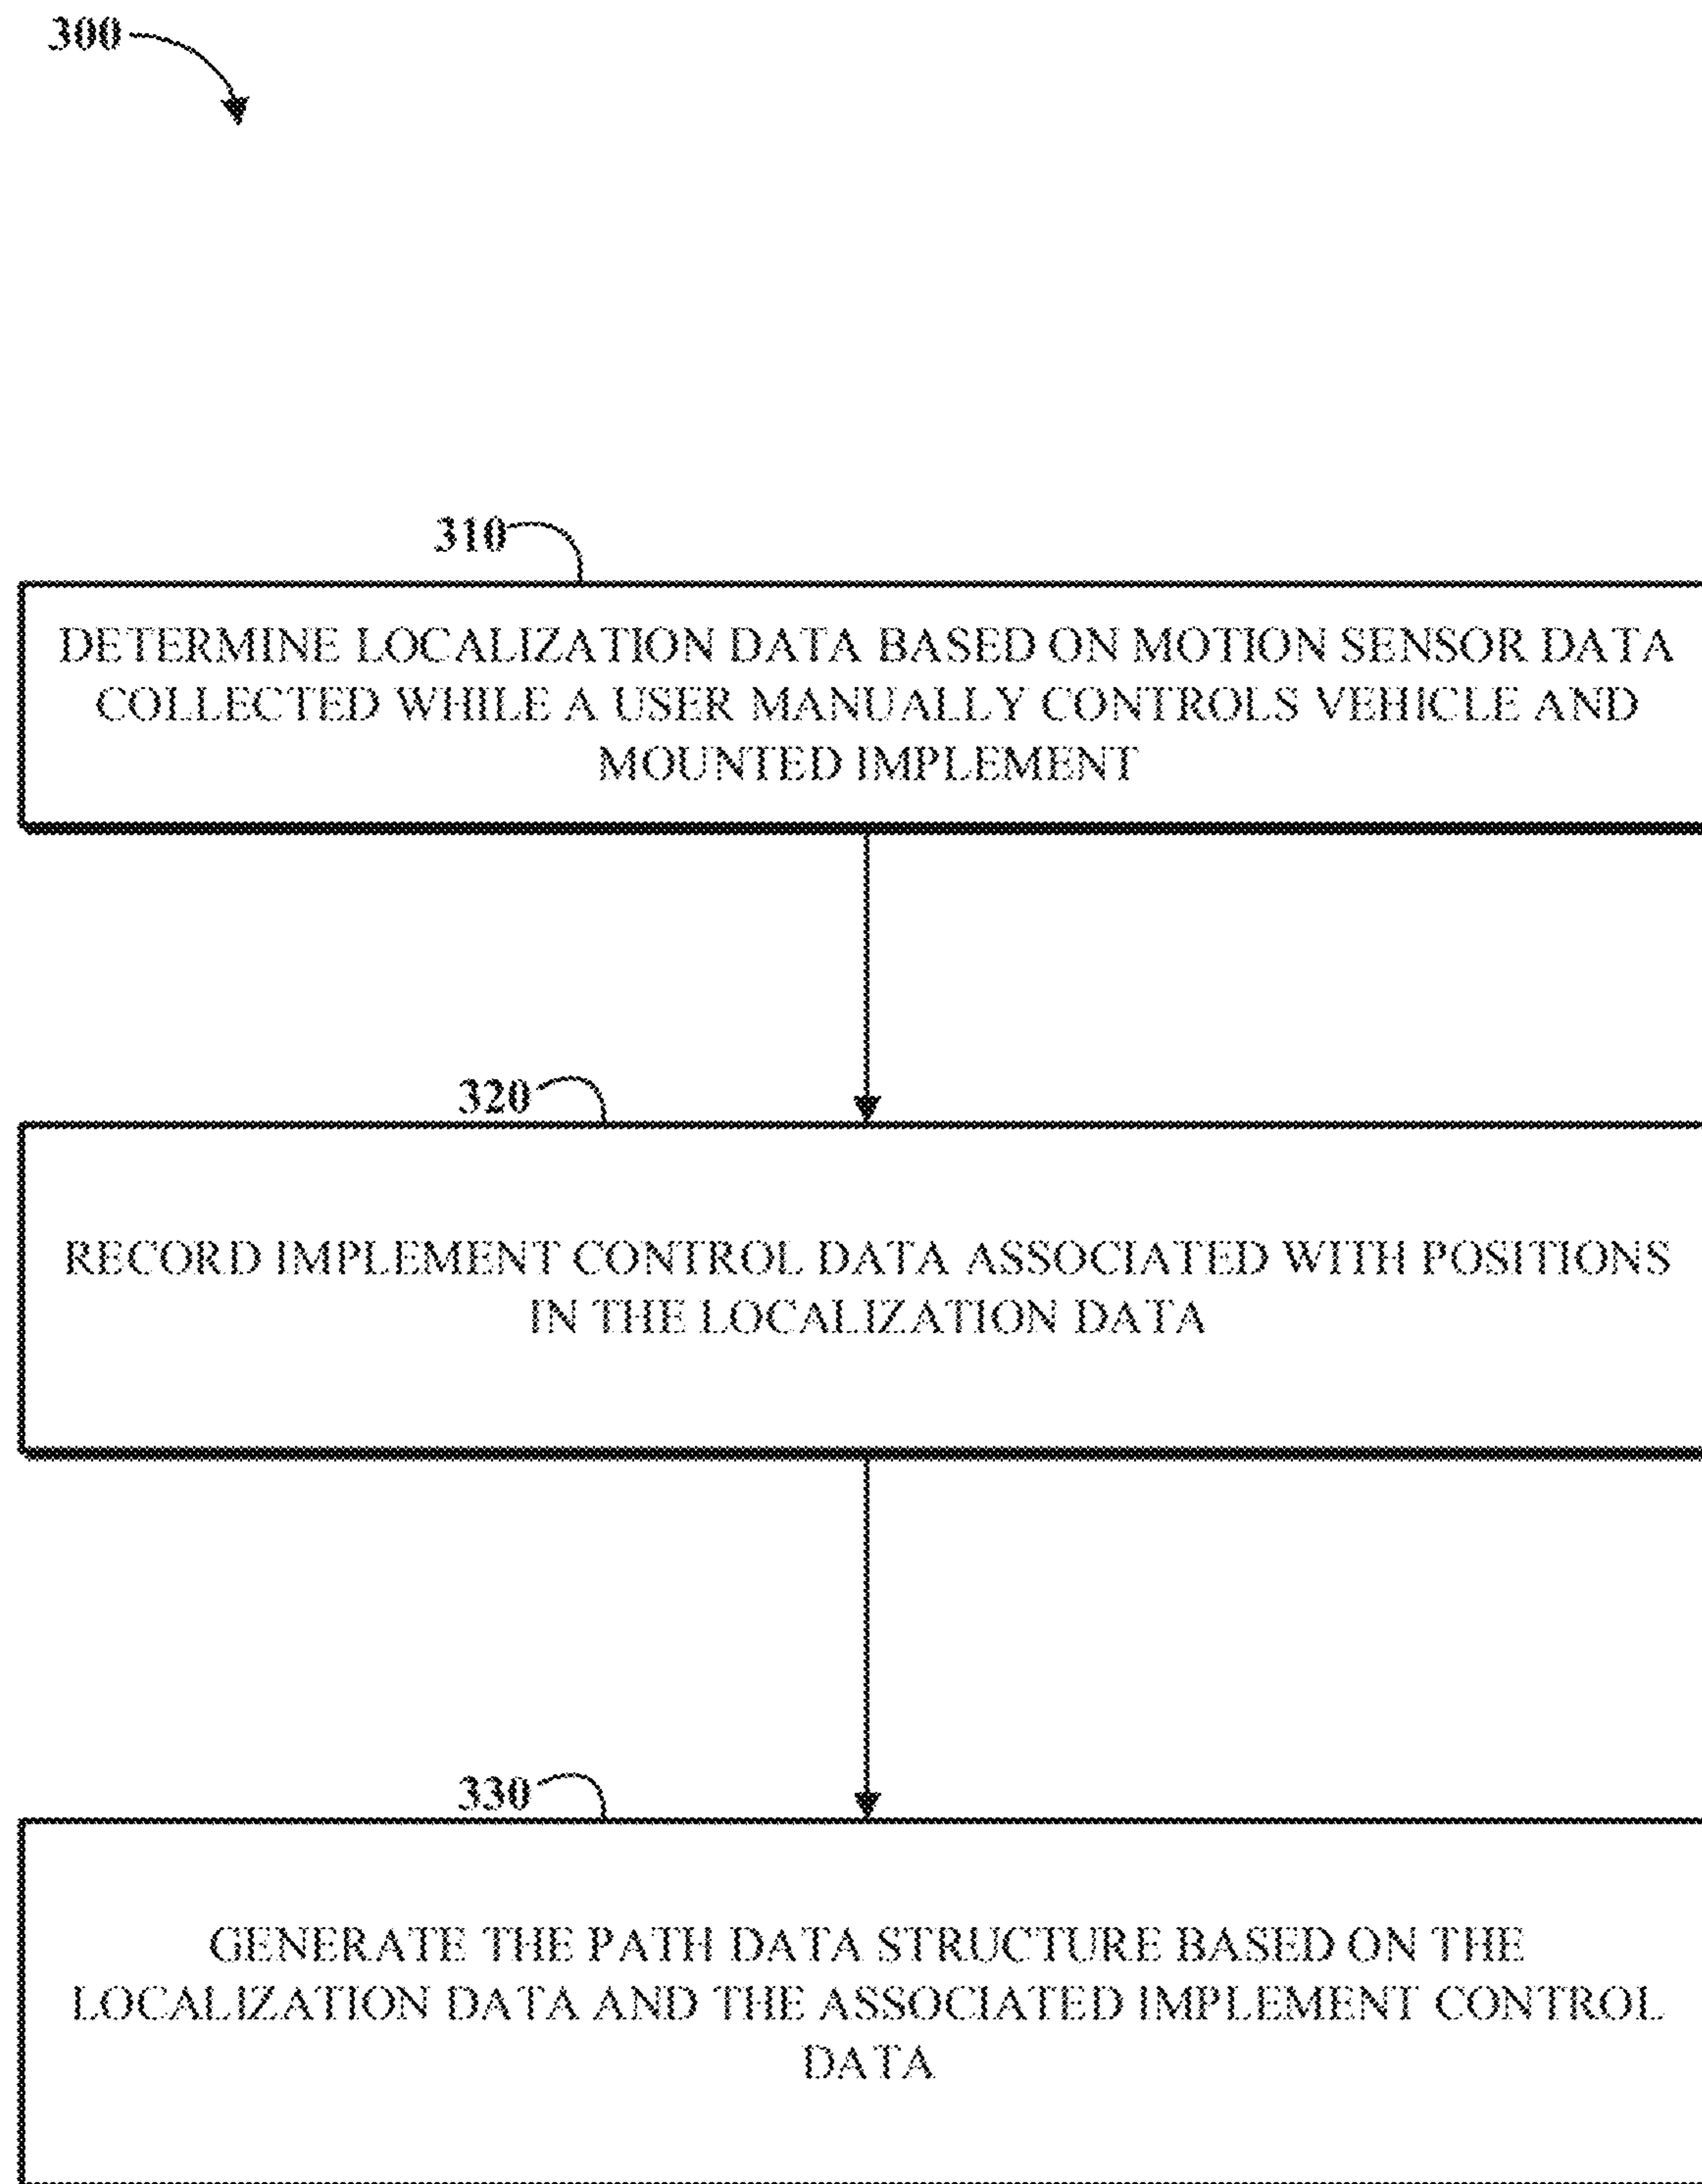 300
310
DETERMINE LOCALIZATION DATA BASED ON MOTION SENSOR DATA
COLLECTED WHILE A USER MANUALLY CONTROLS VEHICLE AND
MOUNTED IMPLEMENT
320
RECORD IMPLEMENT CONTROL DATA ASSOCIATED WITH POSITIONS
IN THE LOCALIZATION DATA
330
GENERATE THE PATH DATA STRUCTURE BASED ON THE
LOCALIZATION DATA AND THE ASSOCIATED IMPLEMENT CONTROL
DATA